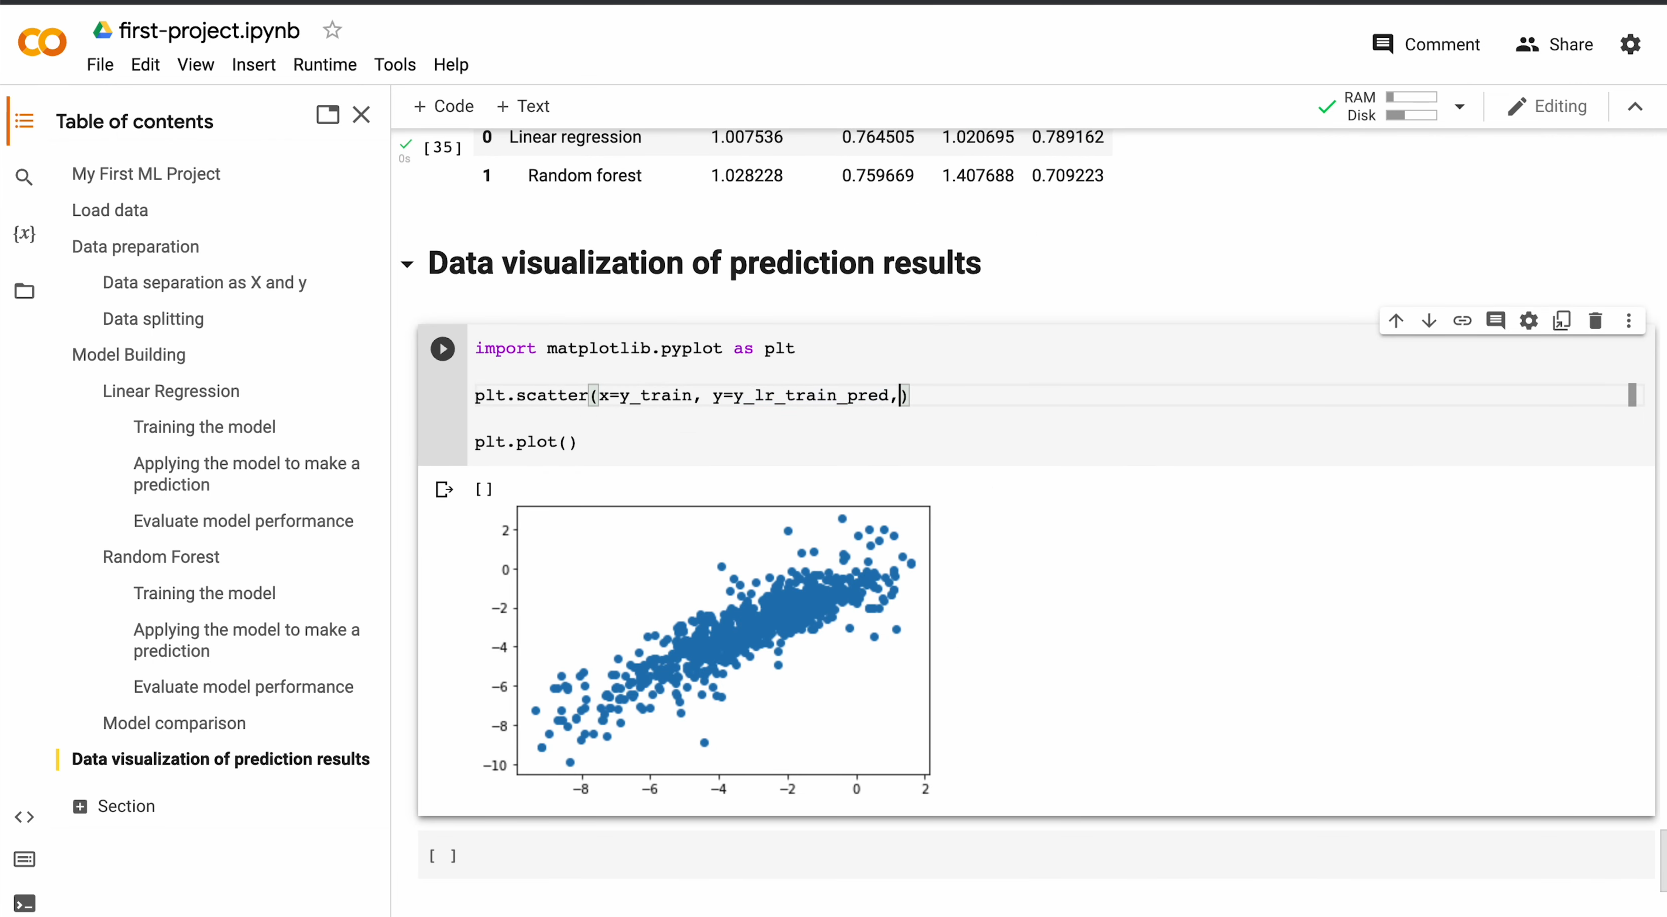 first-project.ipynb
File Edit View Insert Runtime Tools Help
Comment Share
Table of contents
My First ML Project
Load data
Data preparation
Data separation as X and y
Data splitting
Model Building
Linear Regression
Training the model
Applying the model to make a
prediction
Evaluate model performance
Random Forest
Training the model
Applying the model to make a
prediction
Evaluate model performance
Model comparison
Data visualization of prediction results
Section
+ Code + Text
RAM
Disk
Editing
0s
[35]
0 Linear regression 1.007536 0.764505 1.020695 0.789162
1 Random forest 1.028228 0.759669 1.407688 0.709223
Data visualization of prediction results
import matplotlib.pyplot as plt
plt.scatter(x=y_train, y=y_lr_train_pred,)
plt.plot()
[]
2
0
−2
−4
−6
−8
−10
−8 −6 −4 −2 0 2
[ ]